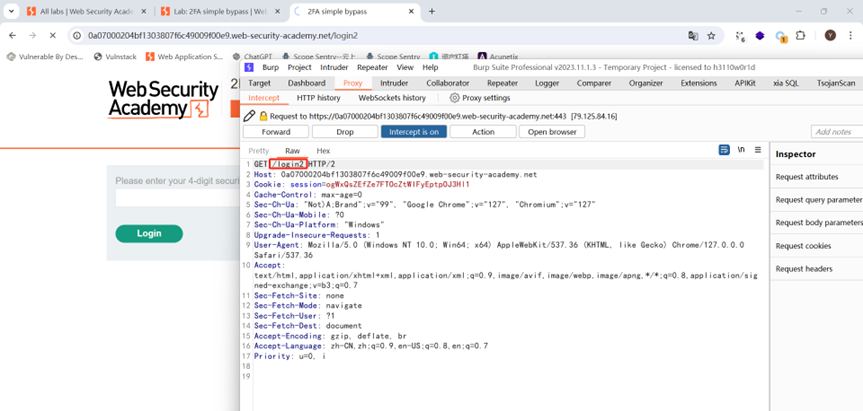 All labs | Web Security Acade
Lab: 2FA simple bypass | Web
2FA simple bypass
0a07000204bf1303807f6c49009f00e9.web-security-academy.net/login2
Vulnerable By Des...
Vulnstack
Web Application S...
ChatGPT
Scope Sentry--云上
Scope Sentry
Acunetix
Burp Project Intruder Repeater View Help
Burp Suite Professional v2023.11.1.3 - Temporary Project - licensed to h3110w0r1d
Target Dashboard Proxy Intruder Collaborator Repeater Logger Comparer Organizer Extensions APIKit xia SQL TsojanScan
Intercept HTTP history WebSockets history Proxy settings
Request to https://0a07000204bf1303807f6c49009f00e9.web-security-academy.net:443 [79.125.84.16]
Forward Drop Intercept is on Action Open browser Add notes
Pretty Raw Hex \n
WebSecurity
Academy
2
Please enter your 4-digit securi
Login
1 GET /login2 HTTP/2
2 Host: 0a07000204bf1303807f6c49009f00e9.web-security-academy.net
3 Cookie: session=ogWxQsZEfZe7FTOcZtWIFyEptpOJ3Hl1
4 Cache-Control: max-age=0
5 Sec-Ch-Ua: "Not)A;Brand";v="99", "Google Chrome";v="127", "Chromium";v="127"
6 Sec-Ch-Ua-Mobile: ?0
7 Sec-Ch-Ua-Platform: "Windows"
8 Upgrade-Insecure-Requests: 1
9 User-Agent: Mozilla/5.0 (Windows NT 10.0; Win64; x64) AppleWebKit/537.36 (KHTML, like Gecko) Chrome/127.0.0.0
Safari/537.36
10 Accept:
text/html,application/xhtml+xml,application/xml;q=0.9,image/avif,image/webp,image/apng,*/*;q=0.8,application/sig
ned-exchange;v=b3;q=0.7
11 Sec-Fetch-Site: none
12 Sec-Fetch-Mode: navigate
13 Sec-Fetch-User: ?1
14 Sec-Fetch-Dest: document
15 Accept-Encoding: gzip, deflate, br
16 Accept-Language: zh-CN,zh;q=0.9,en-US;q=0.8,en;q=0.7
17 Priority: u=0, i
18
19
Inspector
Request attributes
Request query parameter
Request body parameters
Request cookies
Request headers